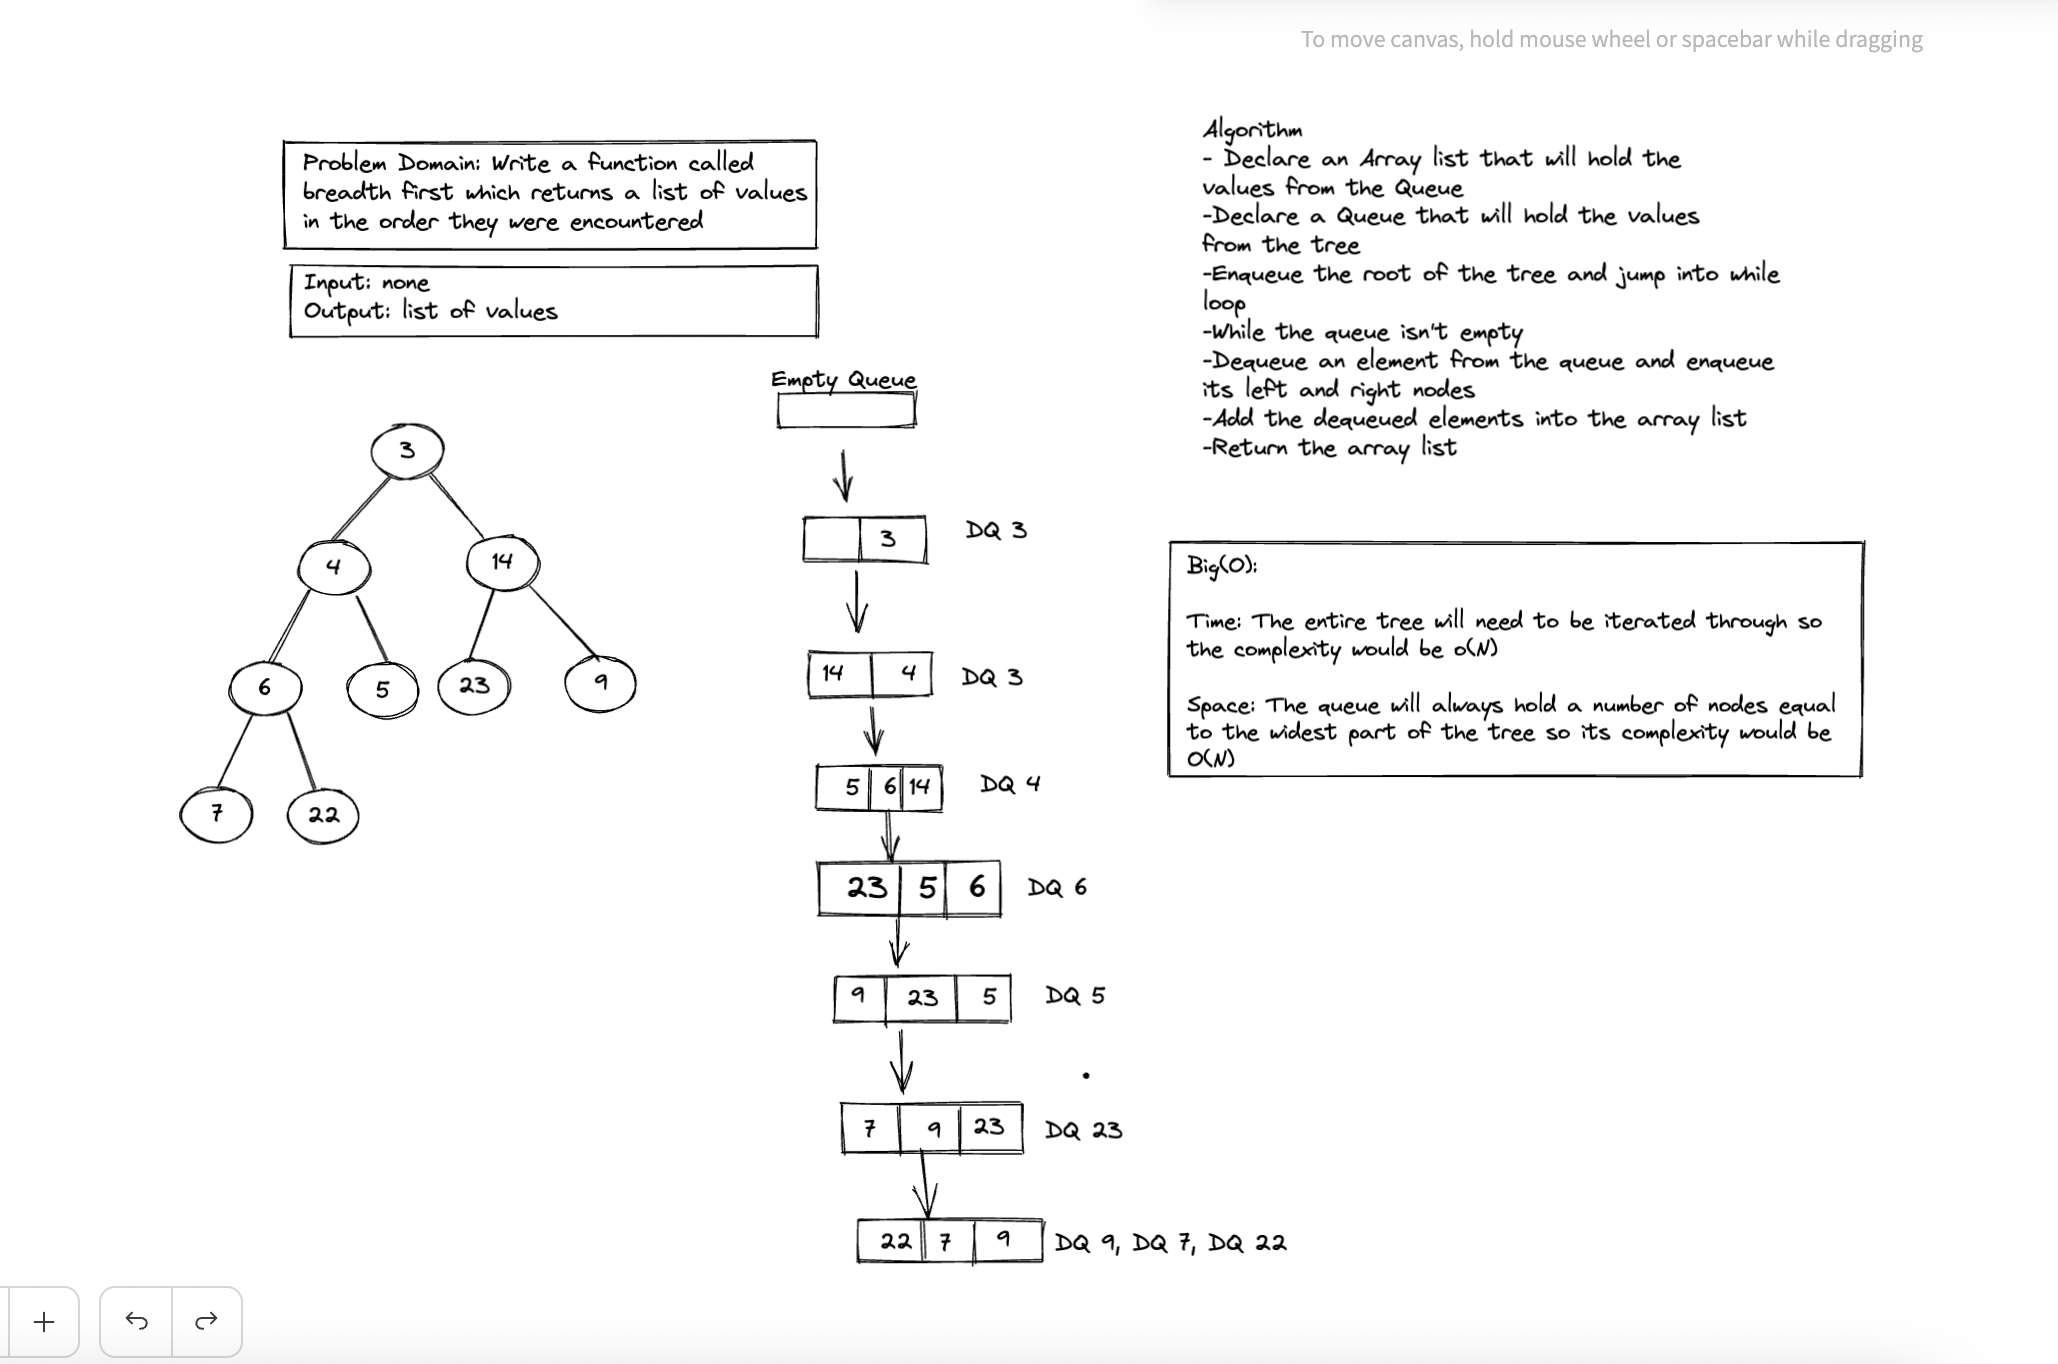 To move canvas, hold mouse wheel or spacebar while dragging
Problem Domain: Write a function called
breadth first which returns a list of values
in the order they were encountered
Input: none
Output: list of values
3
4
14
6
5
23
9
7
22
Empty Queue
3 DQ 3
14 4 DQ 3
5 6 14 DQ 4
23 5 6 DQ 6
9 23 5 DQ 5
7 9 23 DQ 23
22 7 9 DQ 9, DQ 7, DQ 22
Algorithm
- Declare an Array list that will hold the
values from the Queue
-Declare a Queue that will hold the values
from the tree
-Enqueue the root of the tree and jump into while
loop
-While the queue isn't empty
-Dequeue an element from the queue and enqueue
its left and right nodes
-Add the dequeued elements into the array list
-Return the array list
Big(O):
Time: The entire tree will need to be iterated through so
the complexity would be o(N)
Space: The queue will always hold a number of nodes equal
to the widest part of the tree so its complexity would be
O(N)